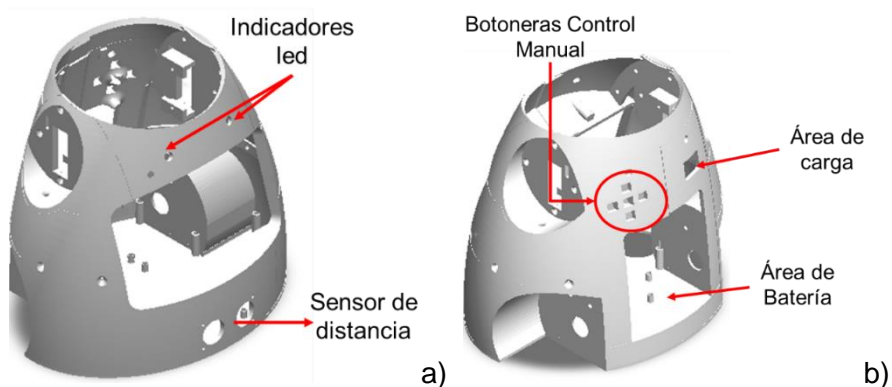 Indicadores
led
Sensor de
distancia
a)
Botoneras Control
Manual
Área de
carga
Área de
Batería
b)